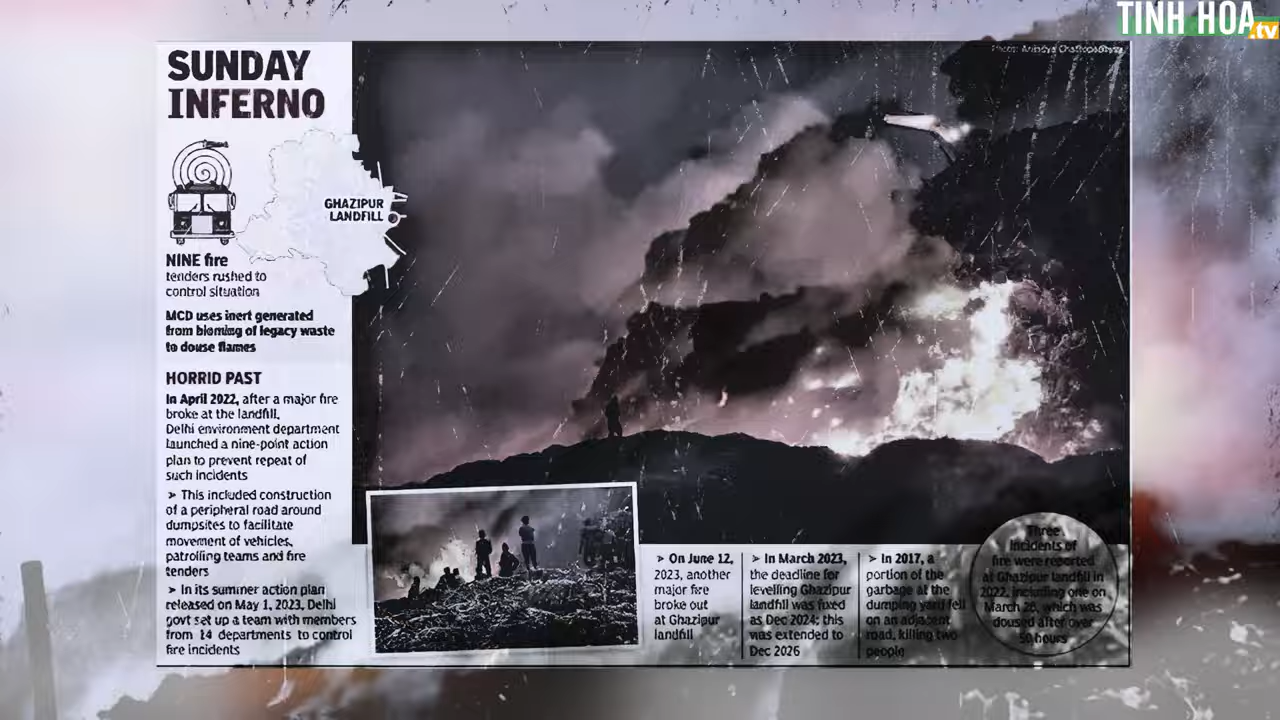 TINH HOA.tv
Photo: Anindya Chattopadhyay
SUNDAY
INFERNO
GHAZIPUR
LANDFILL
NINE fire
tenders rushed to
control situation
MCD uses inert generated
from biomining of legacy waste
to douse flames
HORRID PAST
In April 2022, after a major fire
broke at the landfill,
Delhi environment department
launched a nine-point action
plan to prevent repeat of
such incidents
➤ This included construction
of a peripheral road around
dumpsites to facilitate
movement of vehicles,
patrolling teams and fire
tenders
➤ In its summer action plan
released on May 1, 2023, Delhi
govt set up a team with members
from 14 departments to control
fire incidents
➤ On June 12,
2023, another
major fire
broke out
at Ghazipur
landfill
➤ In March 2023,
the deadline for
levelling Ghazipur
landfill was fixed
as Dec 2024; this
was extended to
Dec 2026
➤ In 2017, a
portion of the
garbage at the
dumping yard fell
on an adjacent
road, killing two
people
Three
incidents of
fire were reported
at Ghazipur landfill in
2022, including one on
March 28, which was
doused after over
50 hours